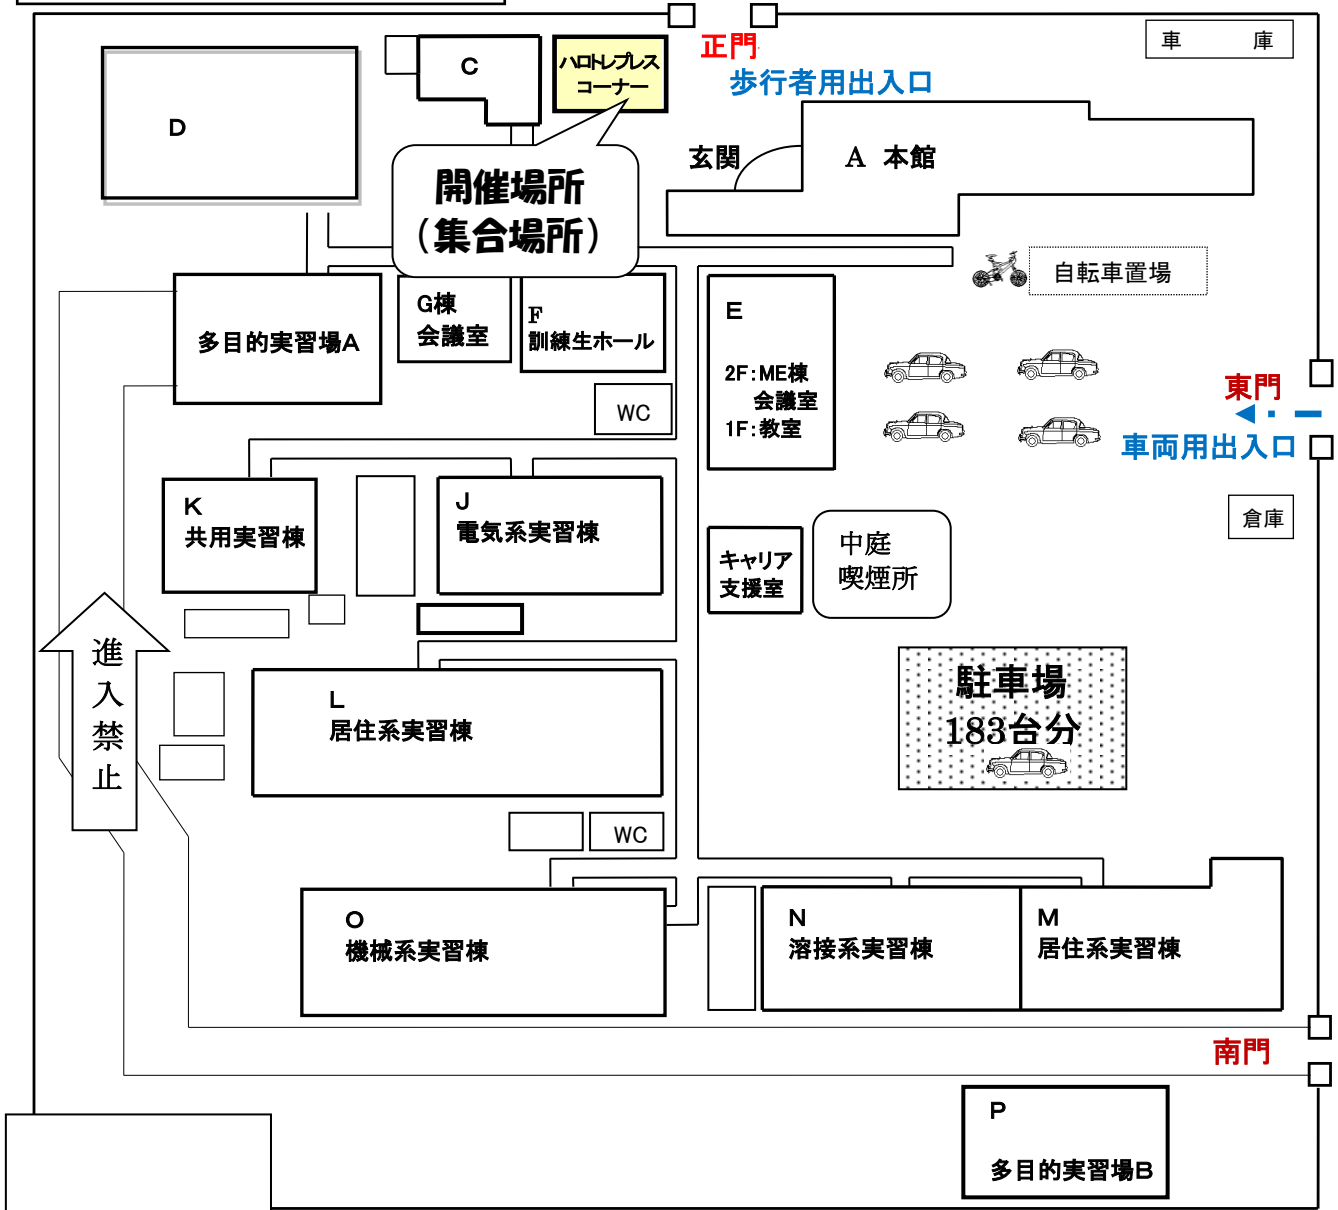 正門
歩行者用出入口
車　庫
C
ハロトレプレス
コーナー
D
玄関
A 本館
開催場所
（集合場所）
自転車置場
G棟
会議室
F
訓練生ホール
E
2F：ME棟
会議室
1F：教室
多目的実習場A
WC
東門
車両用出入口
K
共用実習棟
J
電気系実習棟
倉庫
キャリア
支援室
中庭
喫煙所
進入禁止
L
居住系実習棟
駐車場
183台分
WC
O
機械系実習棟
N
溶接系実習棟
M
居住系実習棟
南門
P
多目的実習場B